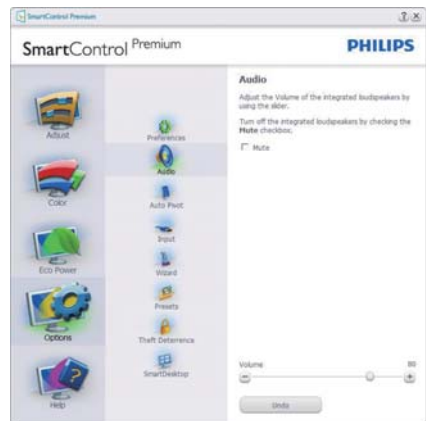 SmartControl Premium
SmartControl Premium
PHILIPS
Adjust
Color
Eco Power
Options
Help
Preferences
Audio
Auto Pivot
Input
Wizard
Presets
Theft Deterrence
SmartDesktop
Audio
Adjust the Volume of the integrated loudspeakers by
using the slider.
Turn off the integrated loudspeakers by checking the
Mute checkbox.
Mute
Volume
80
Undo